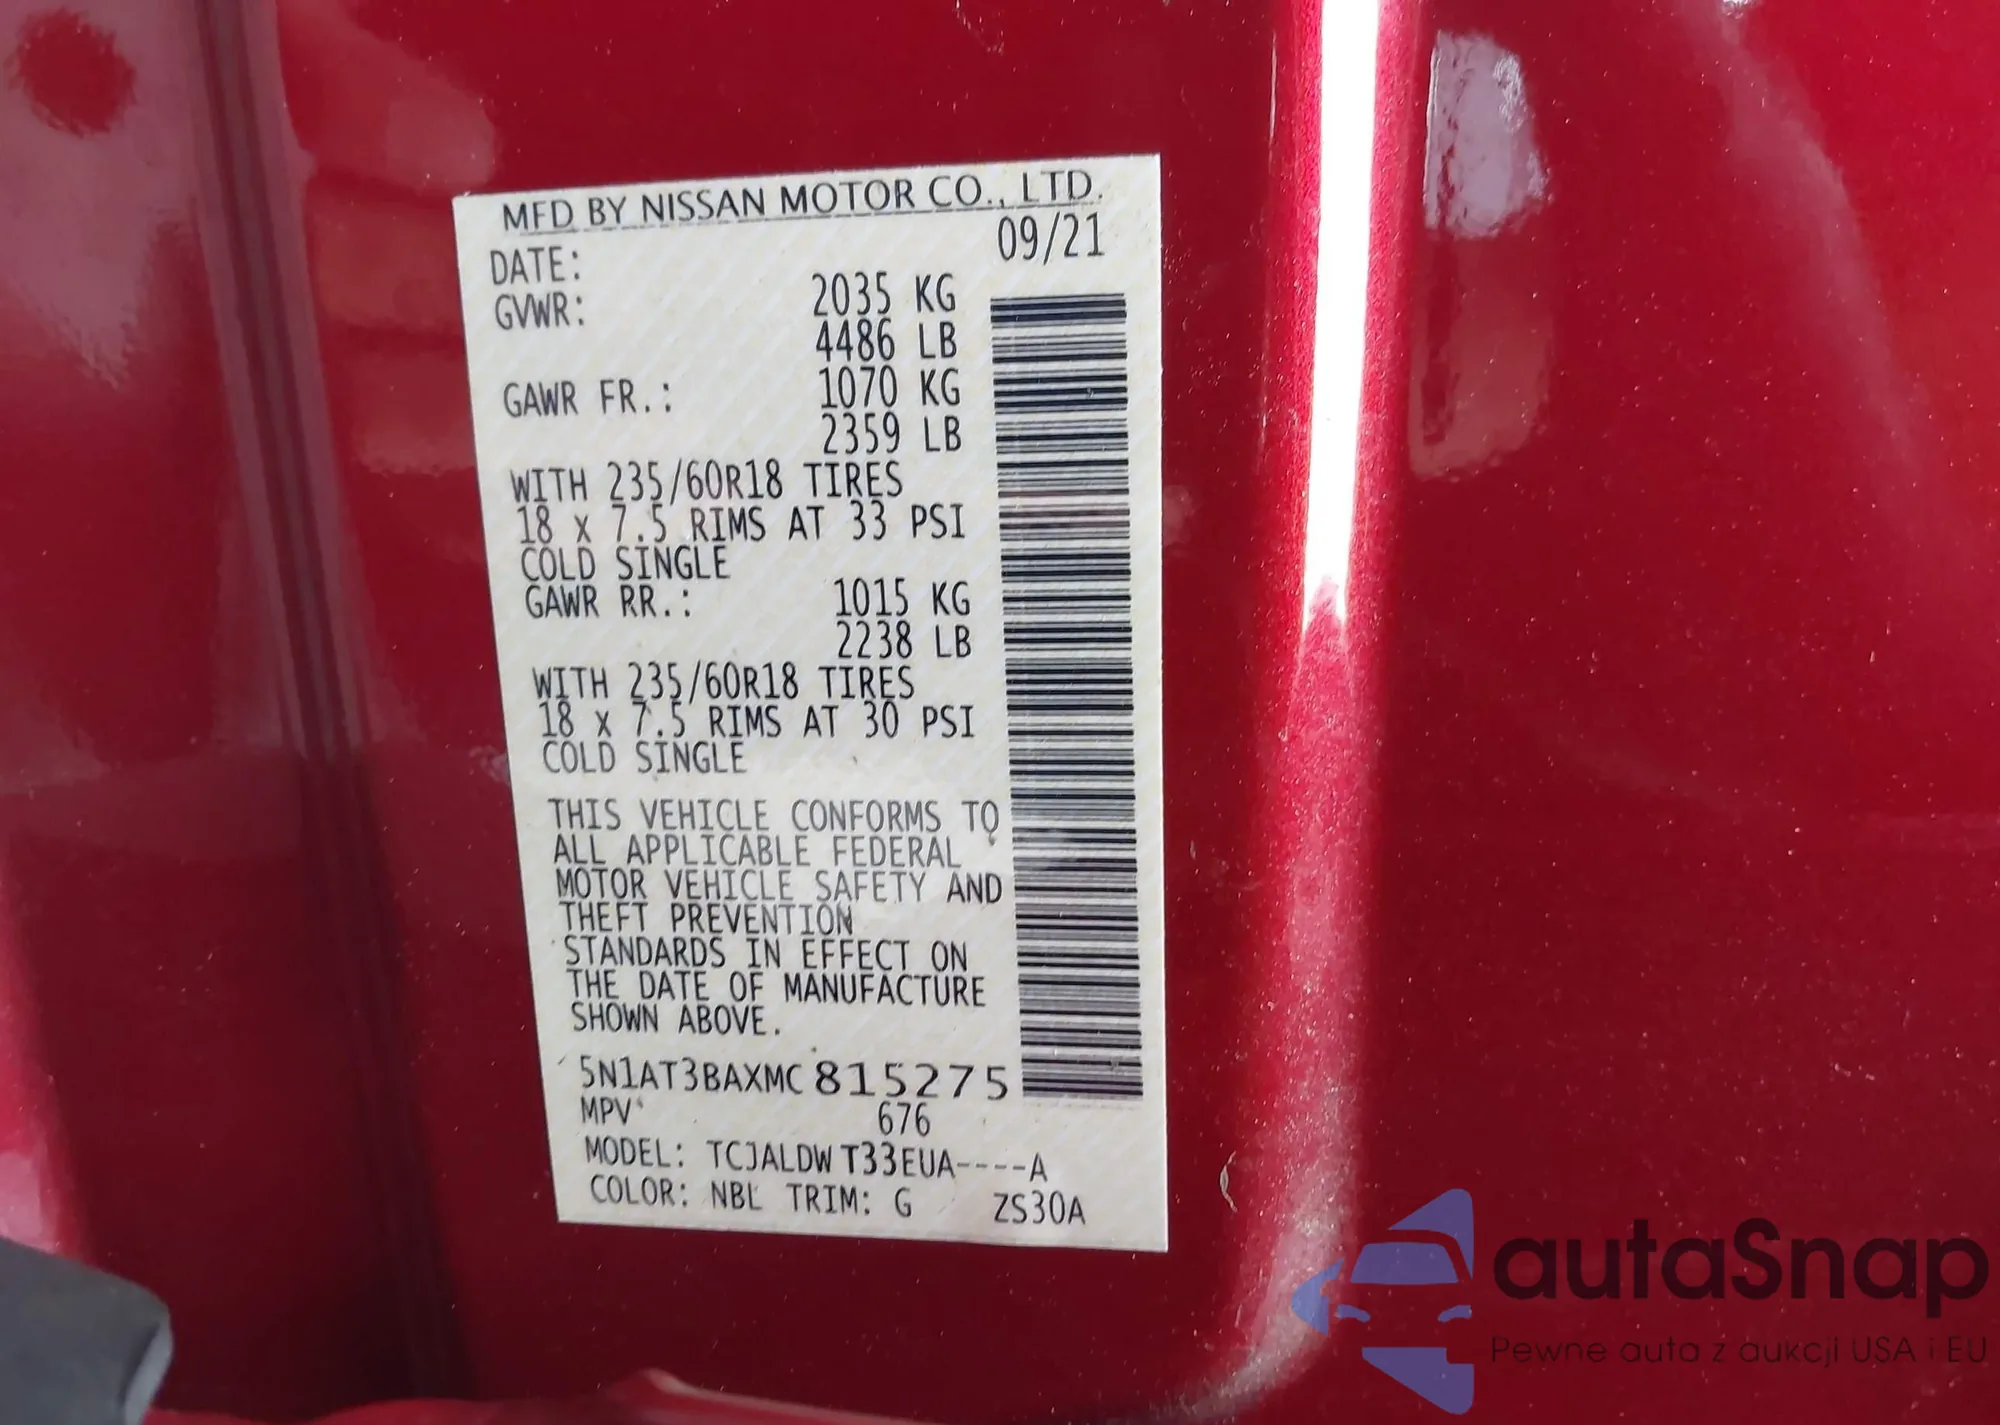 MFD BY NISSAN MOTOR CO., LTD.
DATE: 09/21
GVWR: 2035 KG
4486 LB
GAWR FR.: 1070 KG
2359 LB
WITH 235/60R18 TIRES
18 x 7.5 RIMS AT 33 PSI
COLD SINGLE
GAWR RR.: 1015 KG
2238 LB
WITH 235/60R18 TIRES
18 x 7.5 RIMS AT 30 PSI
COLD SINGLE
THIS VEHICLE CONFORMS TO
ALL APPLICABLE FEDERAL
MOTOR VEHICLE SAFETY AND
THEFT PREVENTION
STANDARDS IN EFFECT ON
THE DATE OF MANUFACTURE
SHOWN ABOVE.
5N1AT3BAXMC815275
MPV 676
MODEL: TCJALDW T33EUA----A
COLOR: NBL TRIM: G ZS30A
autaSnap
Pewne auta z aukcji USA i EU